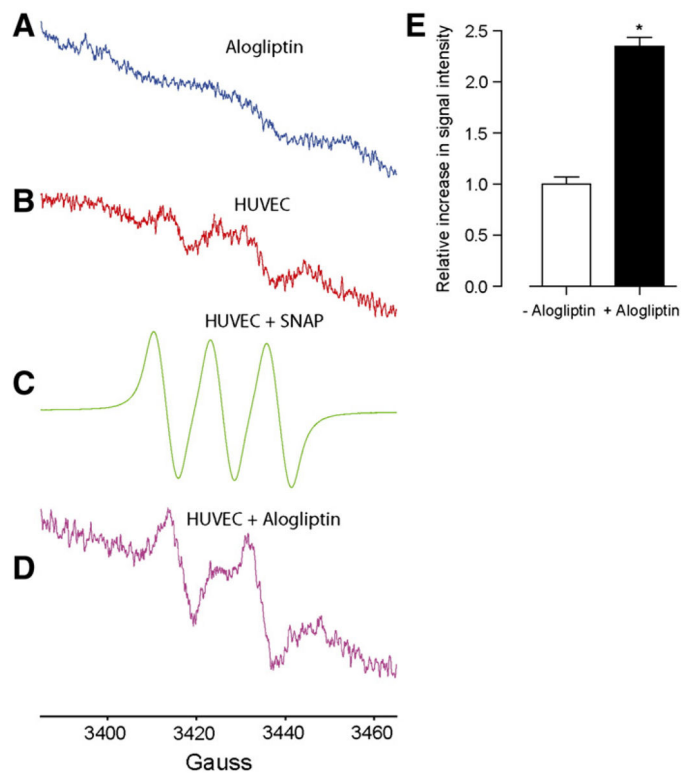 A
Alogliptin
B
HUVEC
HUVEC + SNAP
C
HUVEC + Alogliptin
D
3400 3420 3440 3460
Gauss
E
Relative increase in signal intensity
2.5
2.0
1.5
1.0
0.5
0.0
*
- Alogliptin + Alogliptin